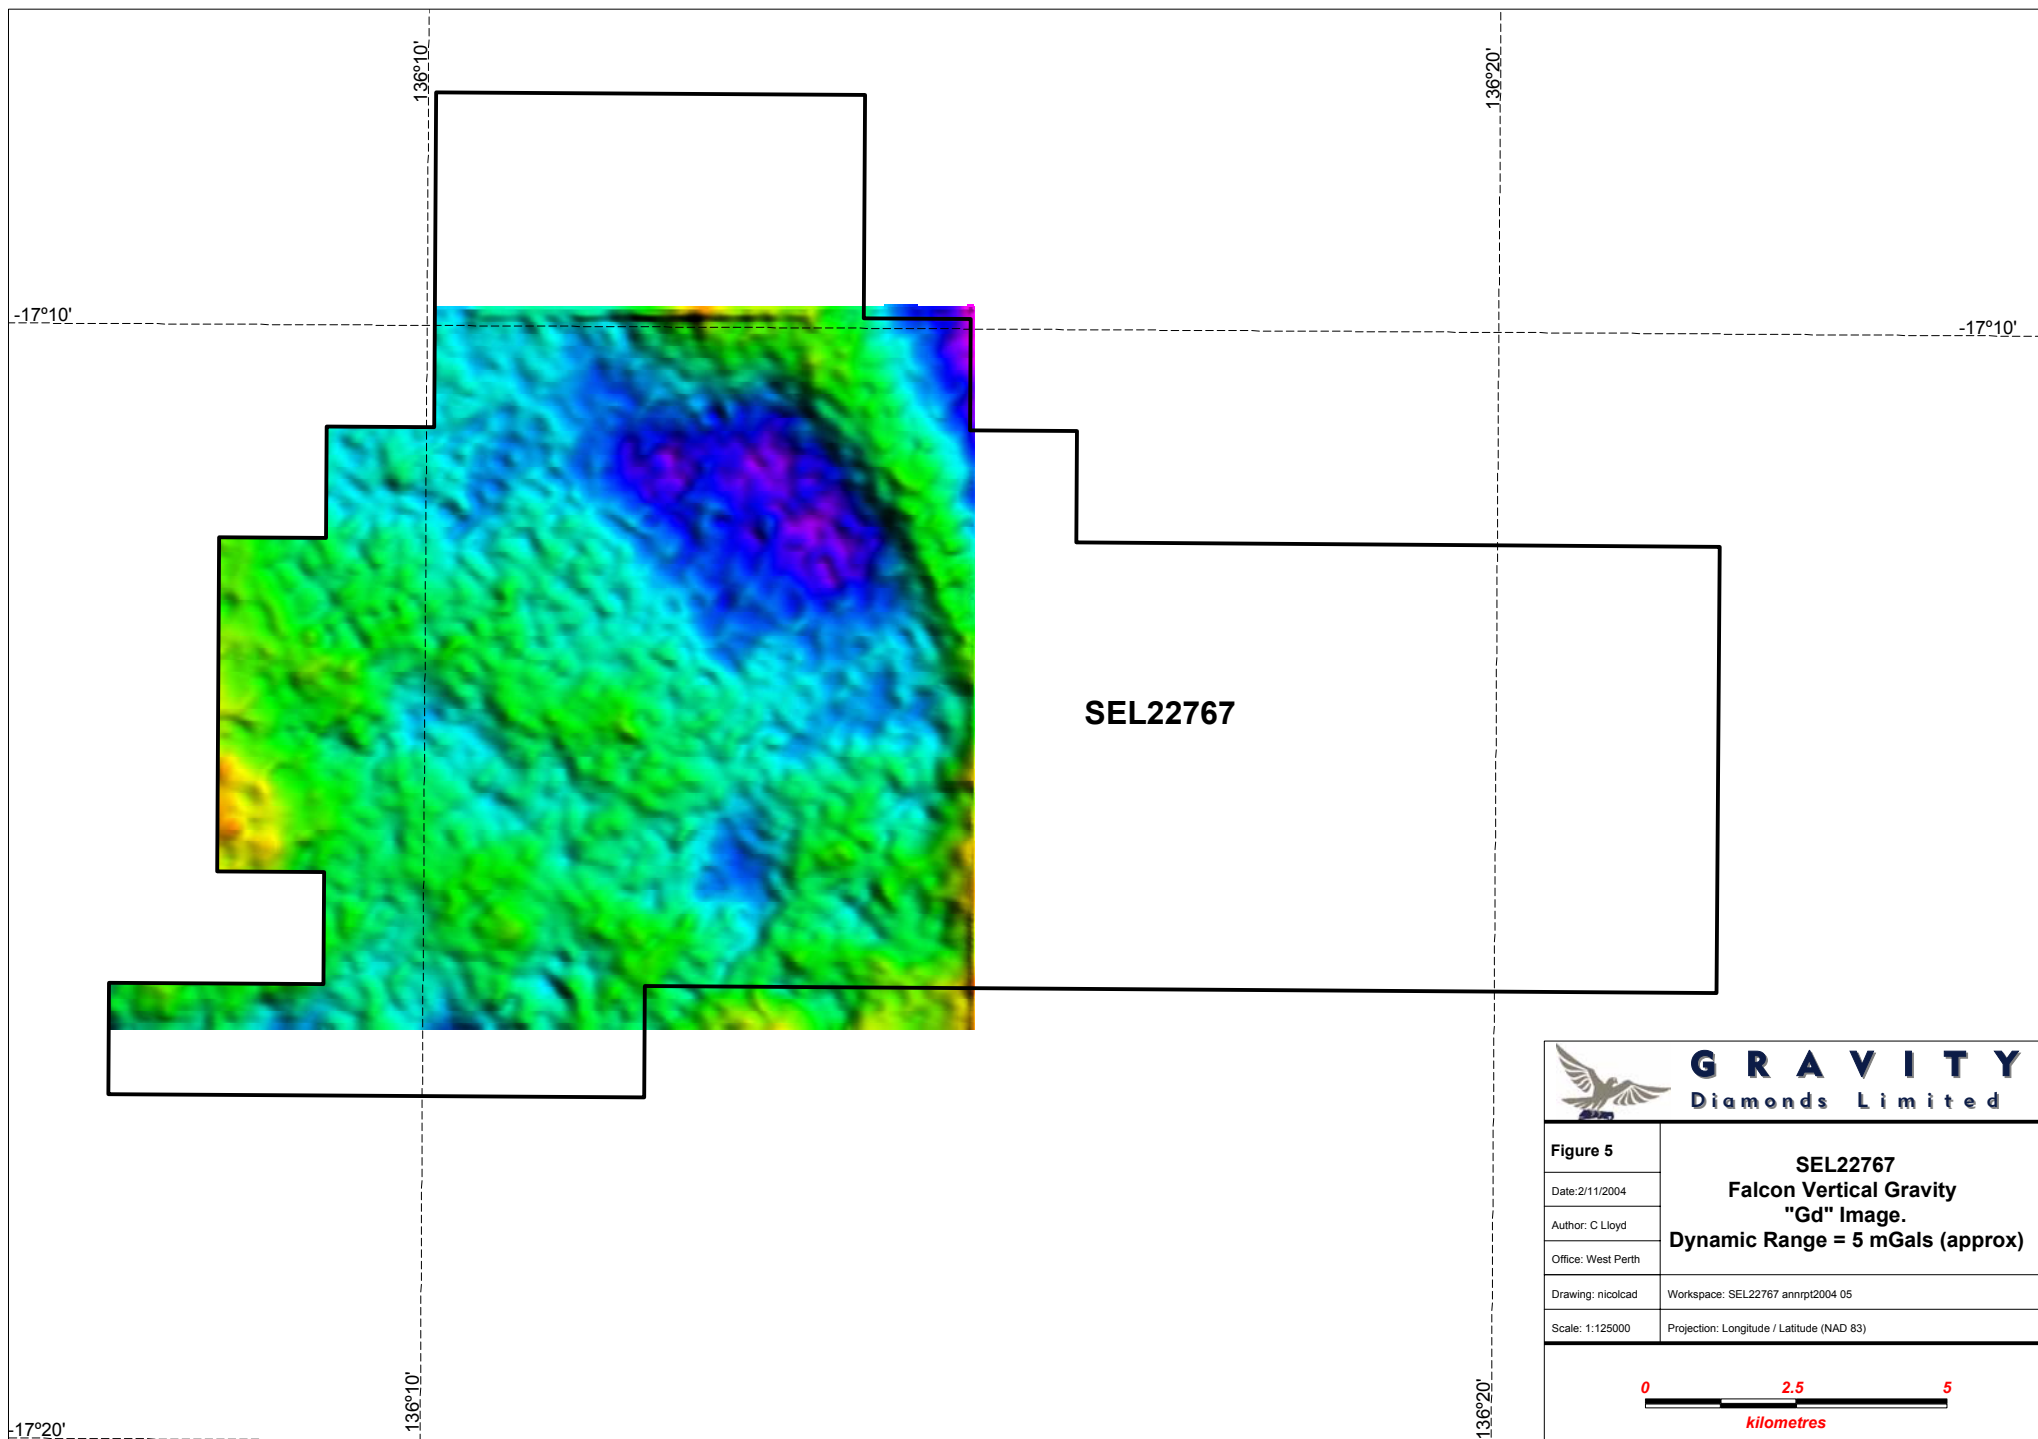 136°10'
136°20'
-17°10'
-17°10'
SEL22767
GRAVITY
Diamonds Limited
Figure 5
Date:2/11/2004
Author: C Lloyd
Office: West Perth
SEL22767
Falcon Vertical Gravity
"Gd" Image.
Dynamic Range = 5 mGals (approx)
Drawing: nicolcad
Workspace: SEL22767 annrpt2004 05
Scale: 1:125000
Projection: Longitude / Latitude (NAD 83)
0 2.5 5
kilometres
136°10'
136°20'
-17°20'